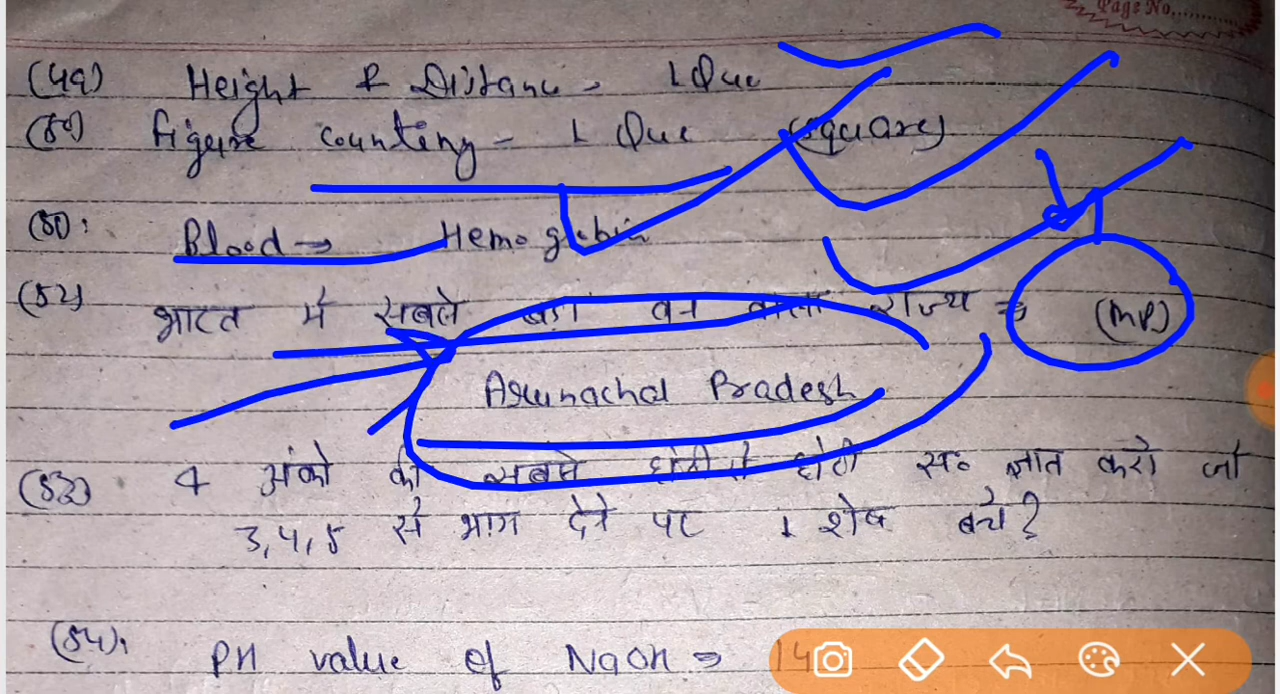 Page No..........
(49) Height & Distance → 1 Que
(50) figure counting - 1 Que (square)
(51): Blood → Hemoglobin
(52) भारत में सबसे बड़ा वन वाला राज्य ⇒ (MP)
Arunachal Pradesh
(53) 4 अंको की सबसे छोटी से छोटी सं० ज्ञात करो जो
3,4,5 से भाग देने पर 1 शेष बचे?
(54): PH value of NaOH ⇒ 14